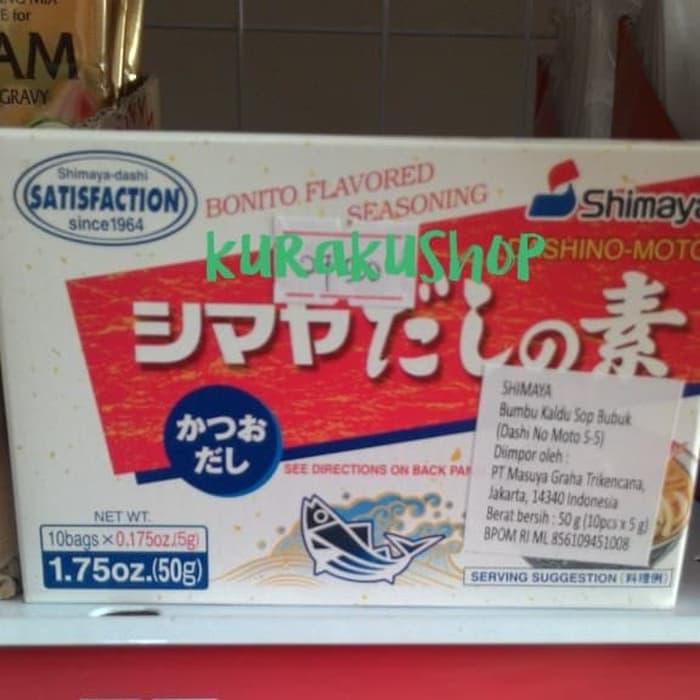 E for
AM
GRAVY
Shimaya-dashi
SATISFACTION
since1964
BONITO FLAVORED
SEASONING
Shimaya
DASHINO-MOTO
kurakushop
シマヤだしの素
かつお
だし
SEE DIRECTIONS ON BACK PAN
SHIMAYA
Bumbu Kaldu Sop Bubuk
(Dashi No Moto S-5)
Diimpor oleh :
PT Masuya Graha Trikencana,
Jakarta, 14340 Indonesia
Berat bersih : 50 g (10pcs x 5 g)
BPOM RI ML 856109451008
NET WT.
10bags×0.175oz.(5g)
1.75oz.(50g)
SERVING SUGGESTION (料理例)